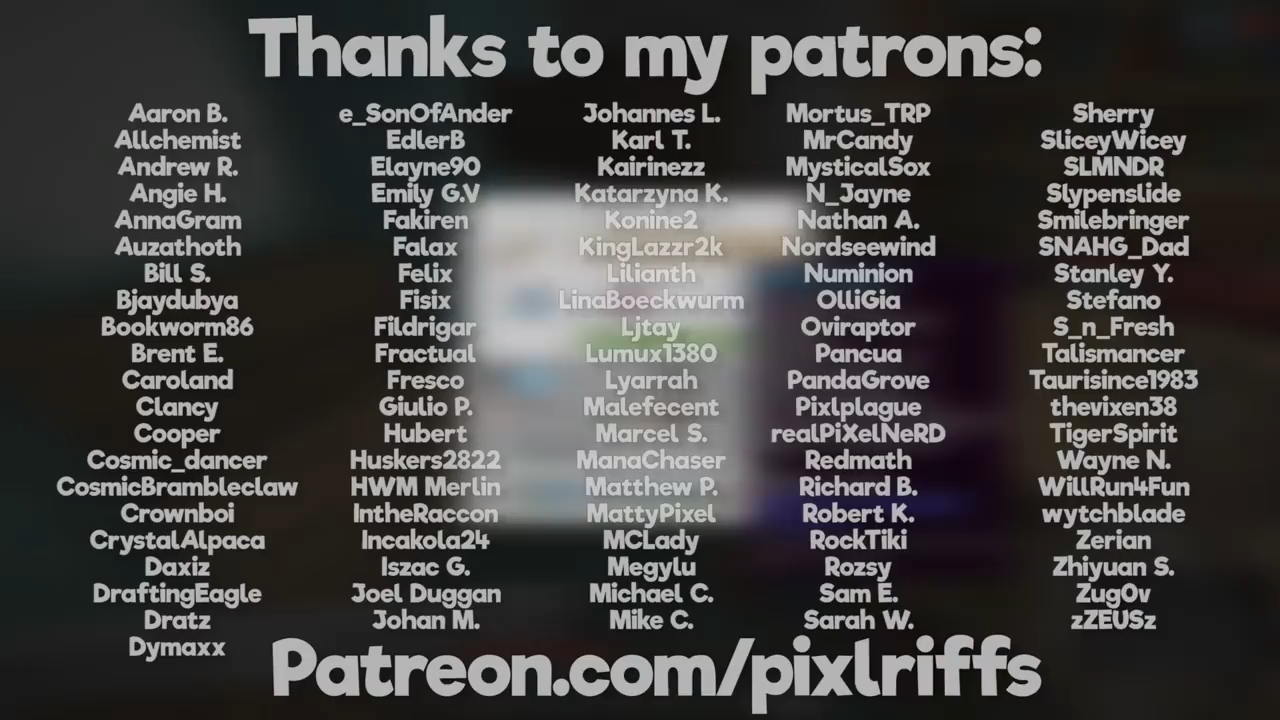 Thanks to my patrons:
Aaron B.
Allchemist
Andrew R.
Angie H.
AnnaGram
Auzathoth
Bill S.
Bjaydubya
Bookworm86
Brent E.
Caroland
Clancy
Cooper
Cosmic_dancer
CosmicBrambleclaw
Crownboi
CrystalAlpaca
Daxiz
DraftingEagle
Dratz
Dymaxx
e_SonOfAnder
EdlerB
Elayne90
Emily G.V
Fakiren
Falax
Felix
Fisix
Fildrigar
Fractual
Fresco
Giulio P.
Hubert
Huskers2822
HWM Merlin
IntheRaccon
Incakola24
Iszac G.
Joel Duggan
Johan M.
Johannes L.
Karl T.
Kairinezz
Katarzyna K.
Konine2
KingLazzr2k
Lilianth
LinaBoeckwurm
Ljtay
Lumux1380
Lyarrah
Malefecent
Marcel S.
ManaChaser
Matthew P.
MattyPixel
MCLady
Megylu
Michael C.
Mike C.
Mortus_TRP
MrCandy
MysticalSox
N_Jayne
Nathan A.
Nordseewind
Numinion
OlliGia
Oviraptor
Pancua
PandaGrove
Pixlplague
realPiXelNeRD
Redmath
Richard B.
Robert K.
RockTiki
Rozsy
Sam E.
Sarah W.
Sherry
SliceyWicey
SLMNDR
Slypenslide
Smilebringer
SNAHG_Dad
Stanley Y.
Stefano
S_n_Fresh
Talismancer
Taurisince1983
thevixen38
TigerSpirit
Wayne N.
WillRun4Fun
wytchblade
Zerian
Zhiyuan S.
Zug0v
zZEUSz
Patreon.com/pixlriffs